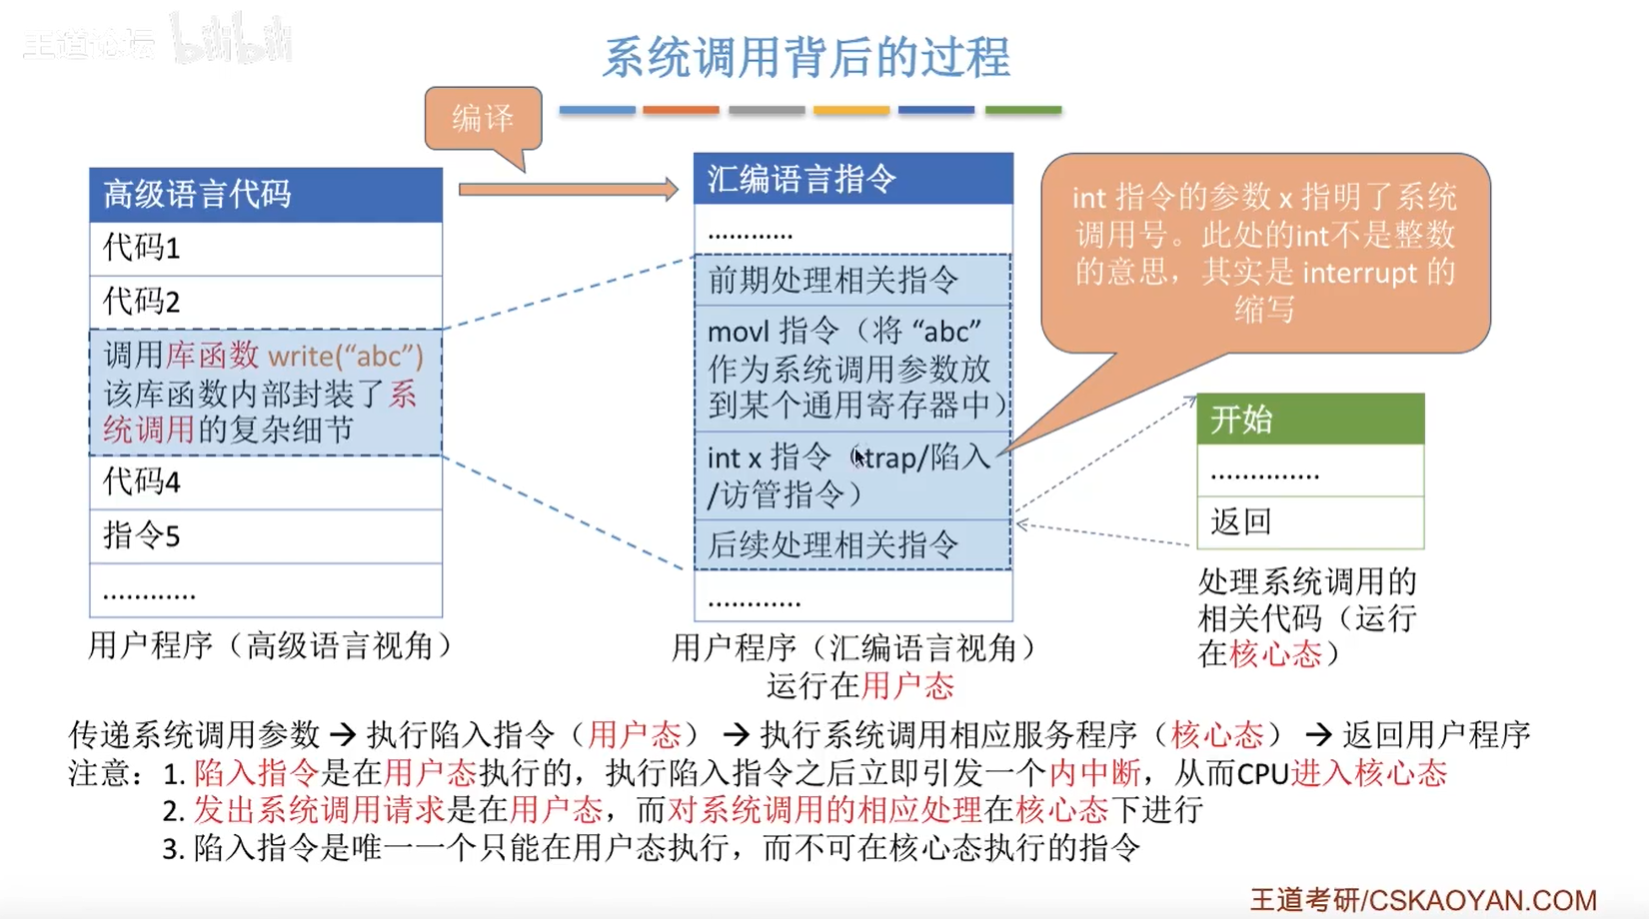 王道论坛 bilibili
系统调用背后的过程
编译
高级语言代码
代码1
代码2
调用库函数 write(“abc”)
该库函数内部封装了系
统调用的复杂细节
代码4
指令5
…………
用户程序（高级语言视角）
汇编语言指令
…………
前期处理相关指令
movl 指令（将 “abc”
作为系统调用参数放
到某个通用寄存器中）
int x 指令（trap/陷入
/访管指令）
后续处理相关指令
…………
用户程序（汇编语言视角）
运行在用户态
int 指令的参数 x 指明了系统
调用号。此处的int不是整数
的意思，其实是 interrupt 的
缩写
开始
…………..
返回
处理系统调用的
相关代码（运行
在核心态）
传递系统调用参数 → 执行陷入指令（用户态） → 执行系统调用相应服务程序（核心态） → 返回用户程序
注意：1. 陷入指令是在用户态执行的，执行陷入指令之后立即引发一个内中断，从而CPU进入核心态
2. 发出系统调用请求是在用户态，而对系统调用的相应处理在核心态下进行
3. 陷入指令是唯一一个只能在用户态执行，而不可在核心态执行的指令
王道考研/CSKAOYAN.COM